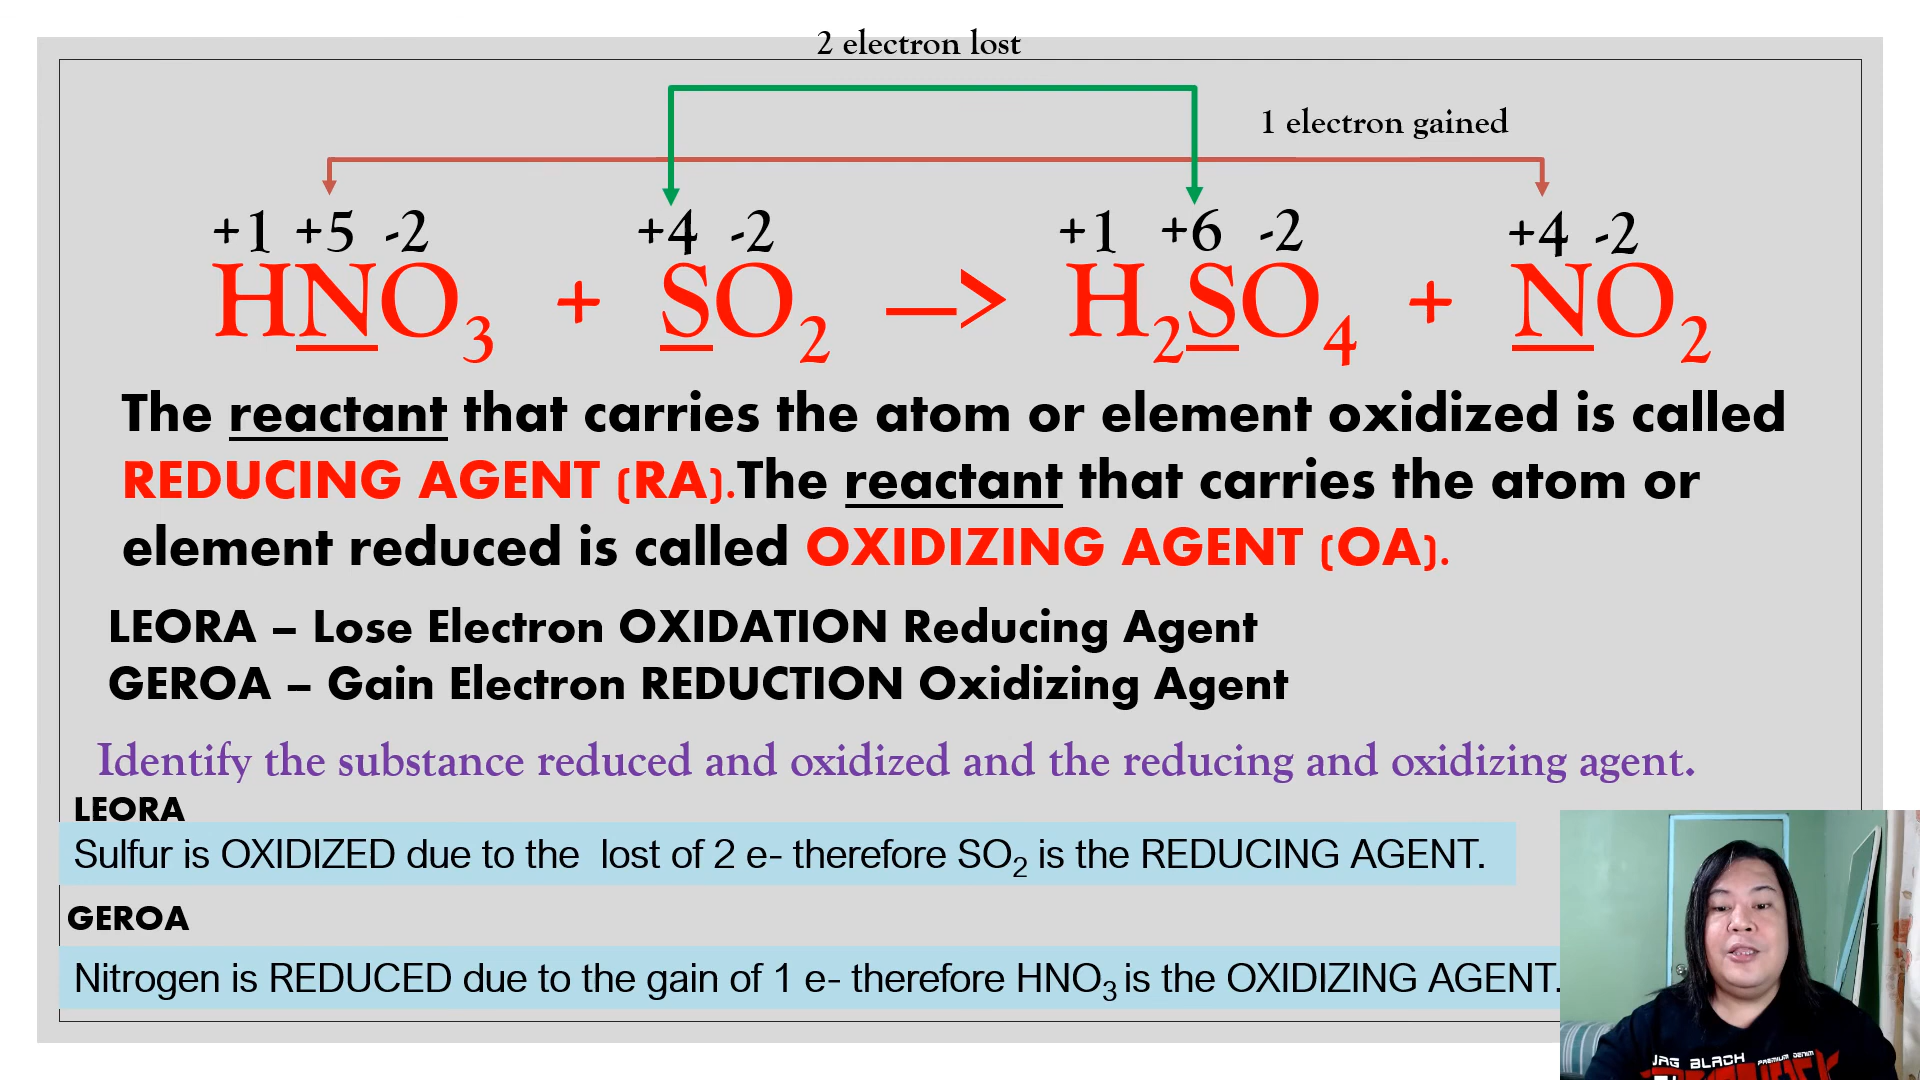 2 electron lost
1 electron gained
+1 +5 -2 +4 -2 +1 +6 -2 +4 -2
HNO3 + SO2 —> H2SO4 + NO2
The reactant that carries the atom or element oxidized is called
REDUCING AGENT (RA).The reactant that carries the atom or
element reduced is called OXIDIZING AGENT (OA).
LEORA – Lose Electron OXIDATION Reducing Agent
GEROA – Gain Electron REDUCTION Oxidizing Agent
Identify the substance reduced and oxidized and the reducing and oxidizing agent.
LEORA
Sulfur is OXIDIZED due to the lost of 2 e- therefore SO2 is the REDUCING AGENT.
GEROA
Nitrogen is REDUCED due to the gain of 1 e- therefore HNO3 is the OXIDIZING AGENT.
JAG BLACK PREMIUM DENIM